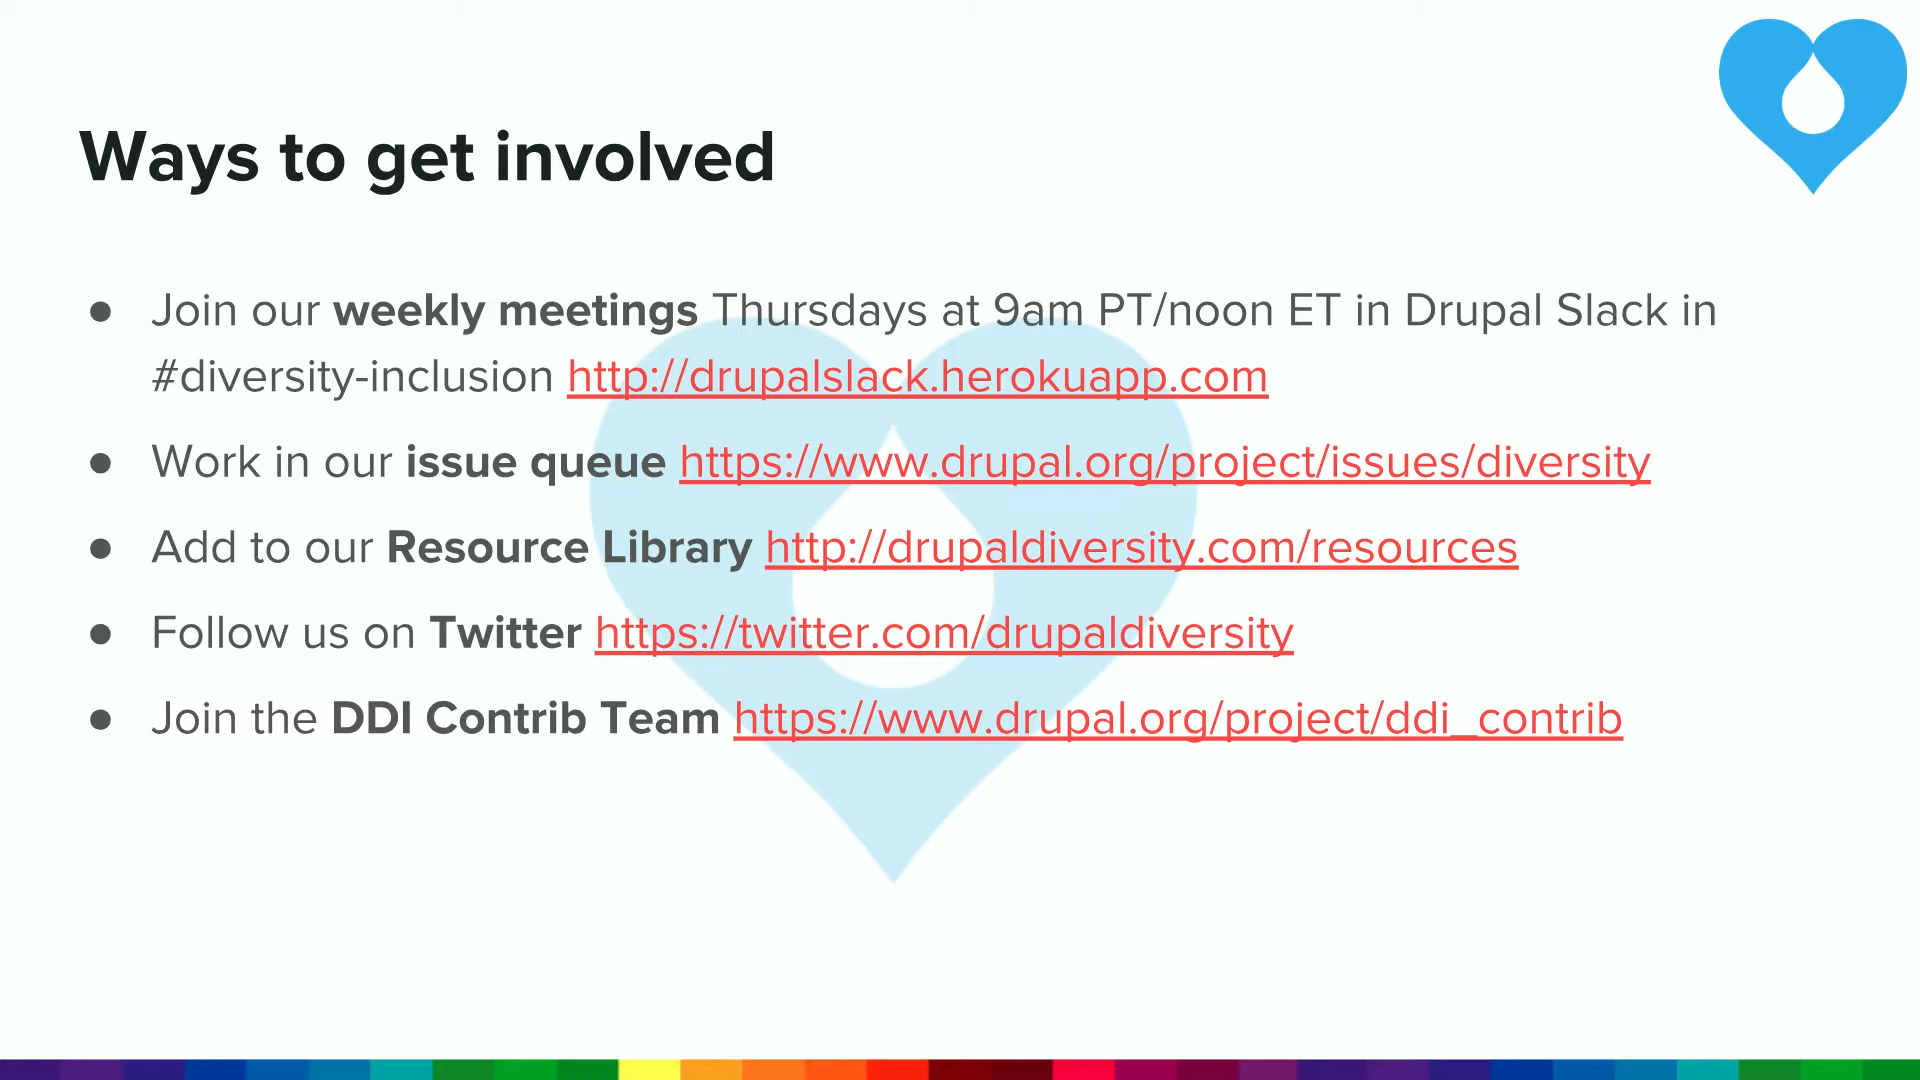 Ways to get involved
● Join our weekly meetings Thursdays at 9am PT/noon ET in Drupal Slack in
#diversity-inclusion http://drupalslack.herokuapp.com
● Work in our issue queue https://www.drupal.org/project/issues/diversity
● Add to our Resource Library http://drupaldiversity.com/resources
● Follow us on Twitter https://twitter.com/drupaldiversity
● Join the DDI Contrib Team https://www.drupal.org/project/ddi_contrib